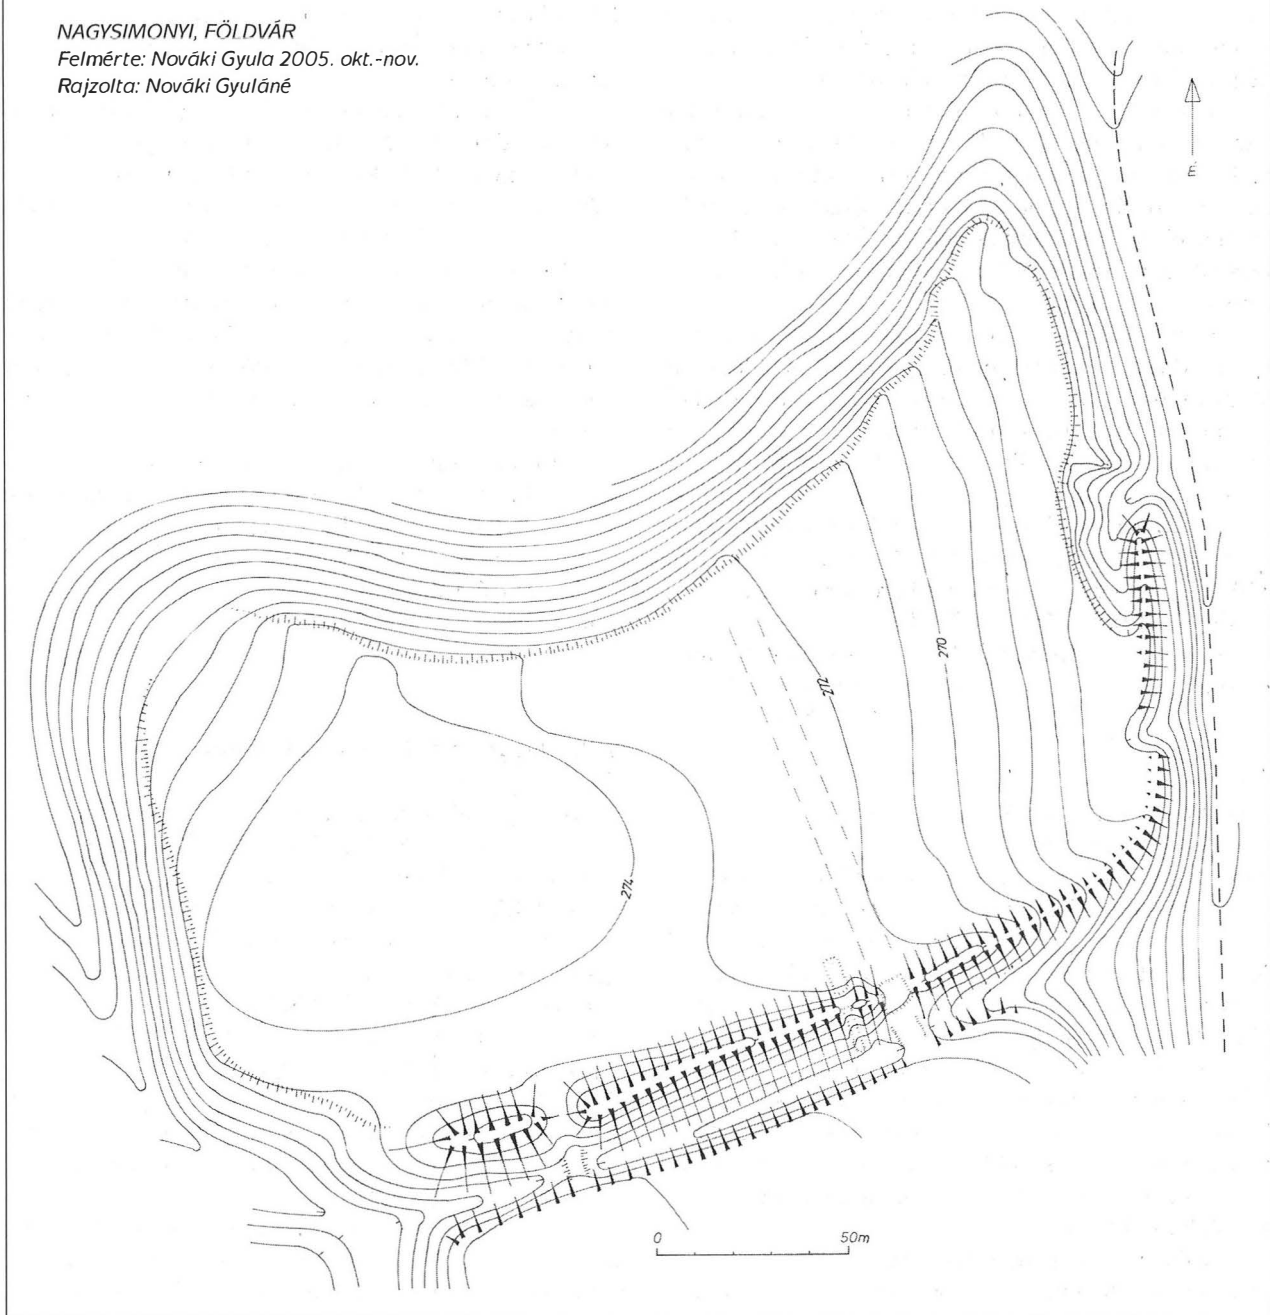 NAGYSIMONYI, FÖLDVÁR
Felmérte: Nováki Gyula 2005. okt.-nov.
Rajzolta: Nováki Gyuláné
É
270
272
274
0 50m